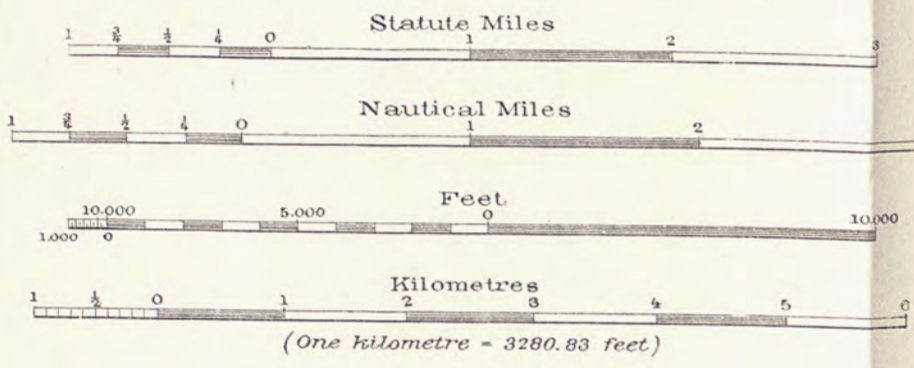 Statute Miles
1 ¾ ½ ¼ 0 1 2 3
Nautical Miles
1 ¾ ½ ¼ 0 1 2
Feet
10.000 5.000 0 10.000
1.000 0
Kilometres
1 ½ 0 1 2 3 4 5 6
(One kilometre = 3280.83 feet)